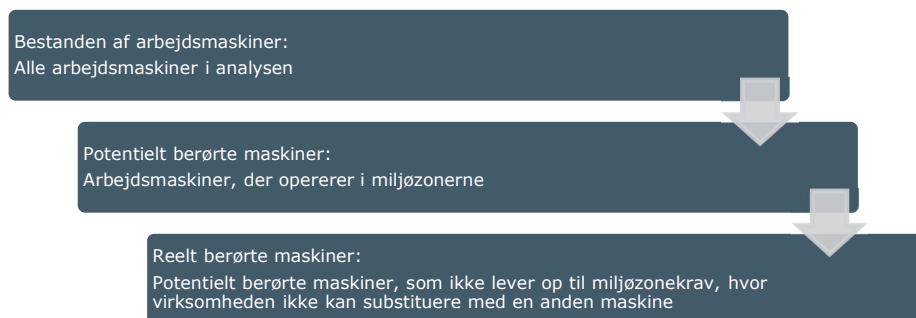 Bestanden af arbejdsmaskiner:
Alle arbejdsmaskiner i analysen
Potentielt berørte maskiner:
Arbejdsmaskiner, der opererer i miljøzonerne
Reelt berørte maskiner:
Potentielt berørte maskiner, som ikke lever op til miljøzonekrav, hvor
virksomheden ikke kan substituere med en anden maskine